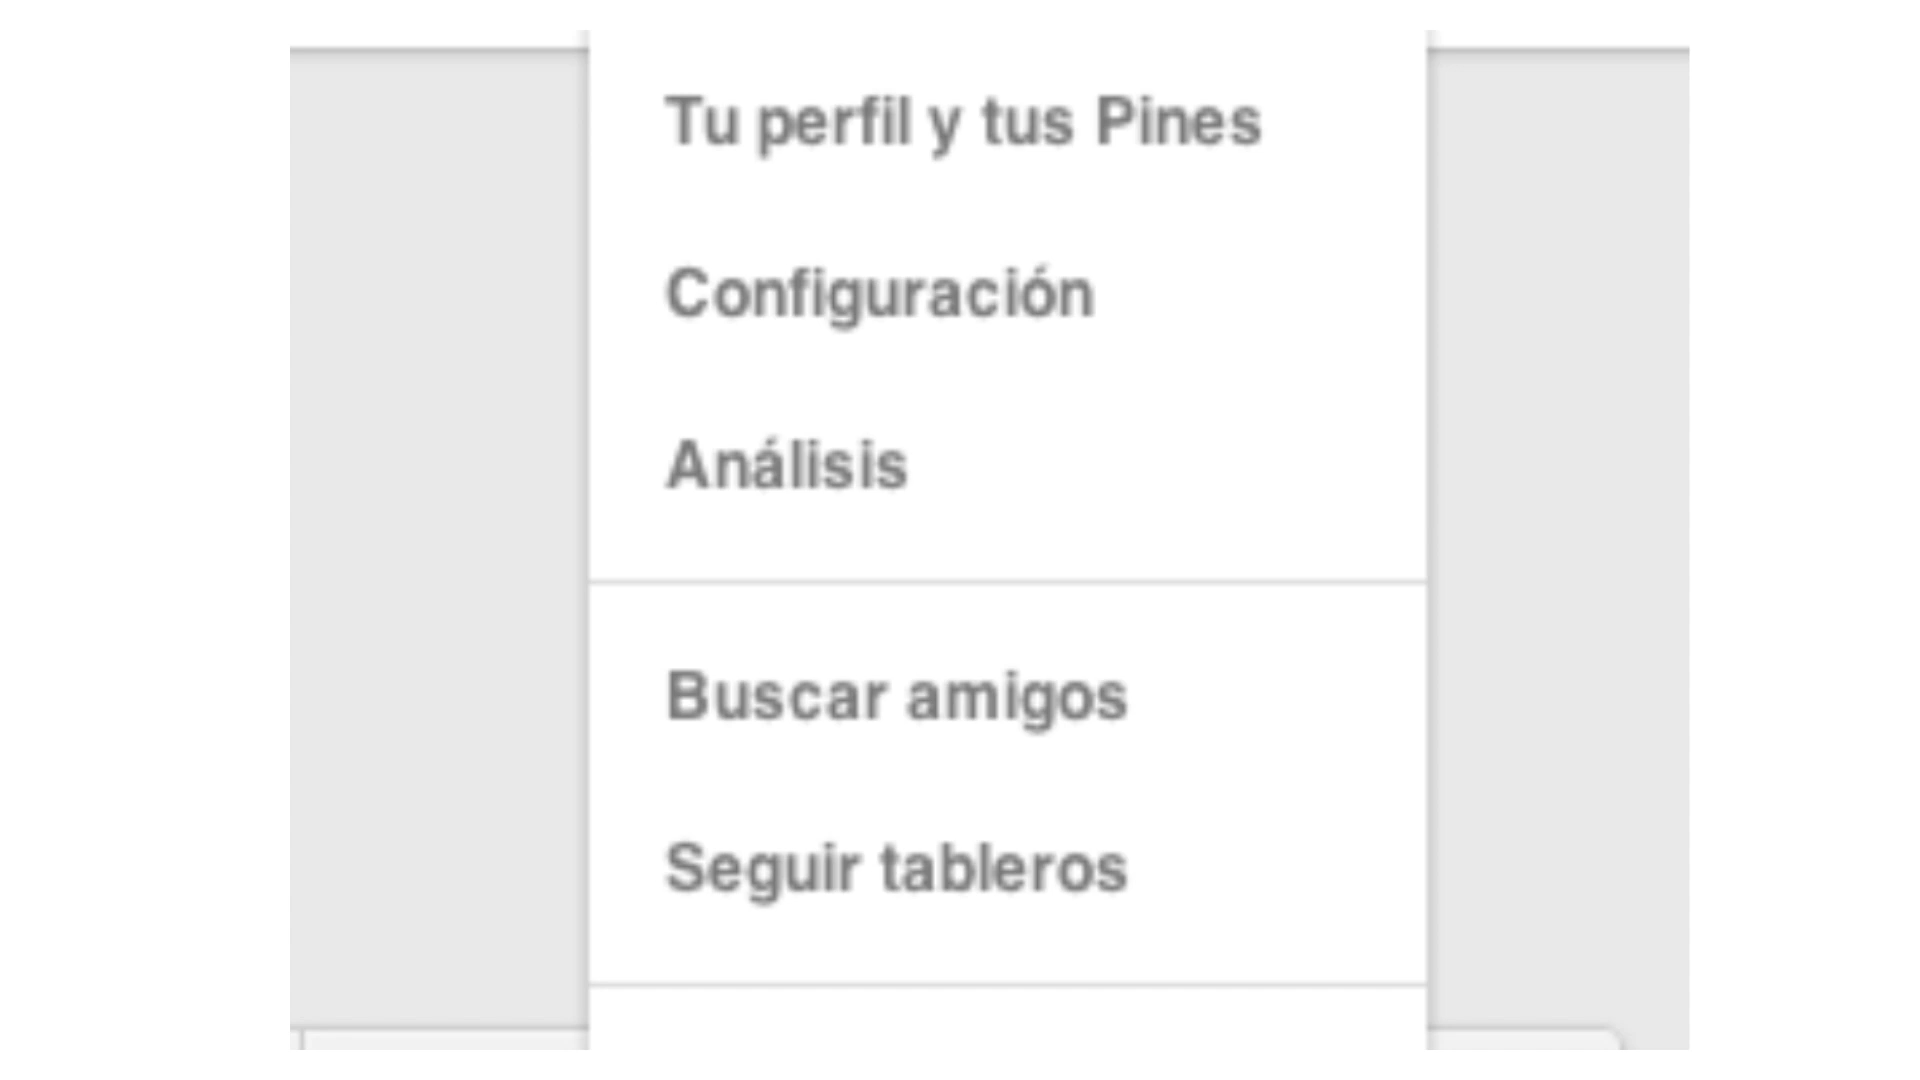 Tu perfil y tus Pines
Configuración
Análisis
Buscar amigos
Seguir tableros